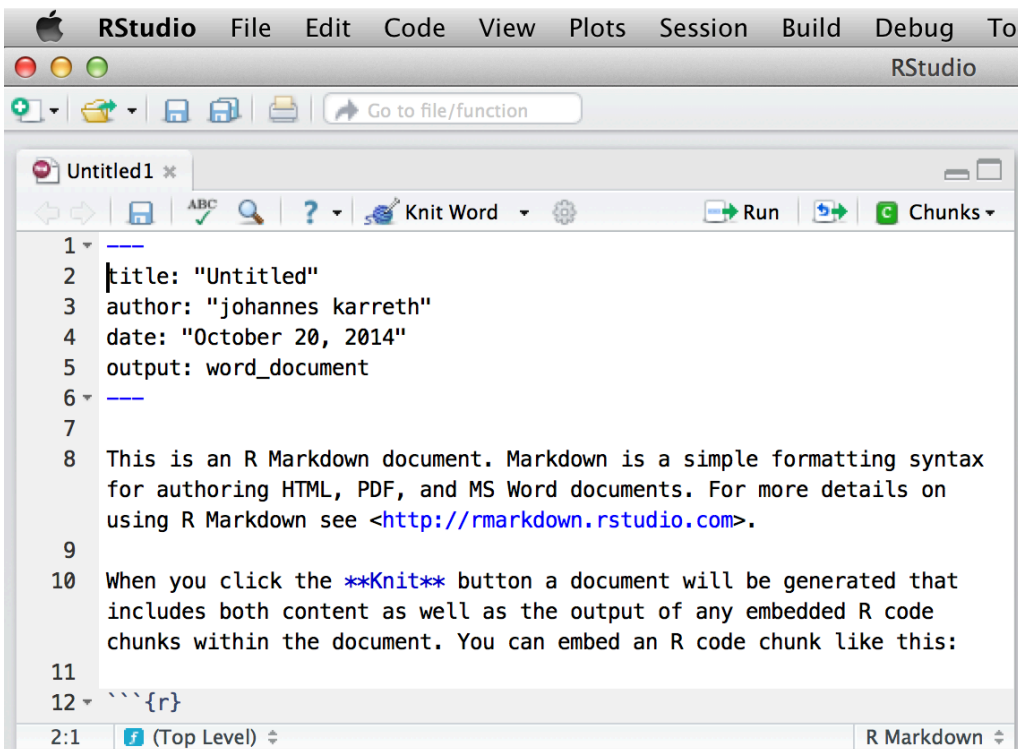 RStudio File Edit Code View Plots Session Build Debug To
RStudio
Go to file/function
Untitled1
ABC ? Knit Word Run C Chunks
1 ---
2 title: "Untitled"
3 author: "johannes karreth"
4 date: "October 20, 2014"
5 output: word_document
6 ---
7
8 This is an R Markdown document. Markdown is a simple formatting syntax
for authoring HTML, PDF, and MS Word documents. For more details on
using R Markdown see <http://rmarkdown.rstudio.com>.
9
10 When you click the **Knit** button a document will be generated that
includes both content as well as the output of any embedded R code
chunks within the document. You can embed an R code chunk like this:
11
12 ```{r}
2:1 (Top Level) R Markdown